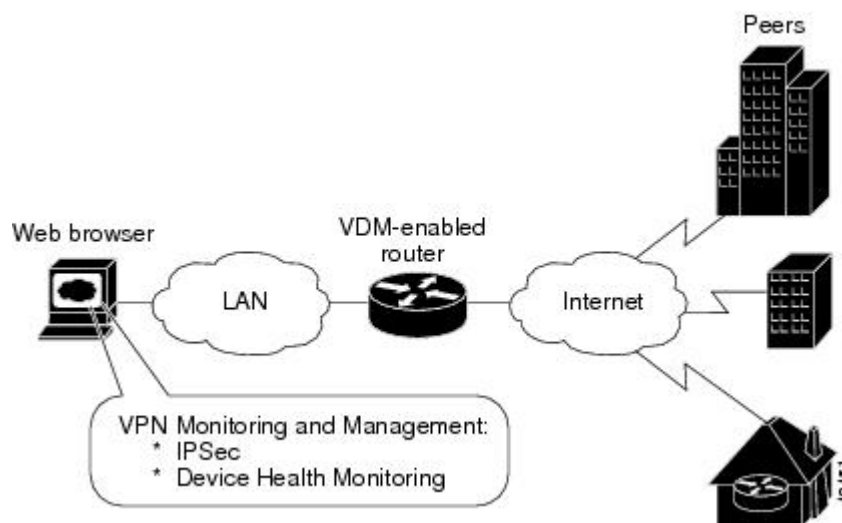 Peers
Web browser
VDM-enabled
router
LAN
Internet
VPN Monitoring and Management:
* IPSec
* Device Health Monitoring